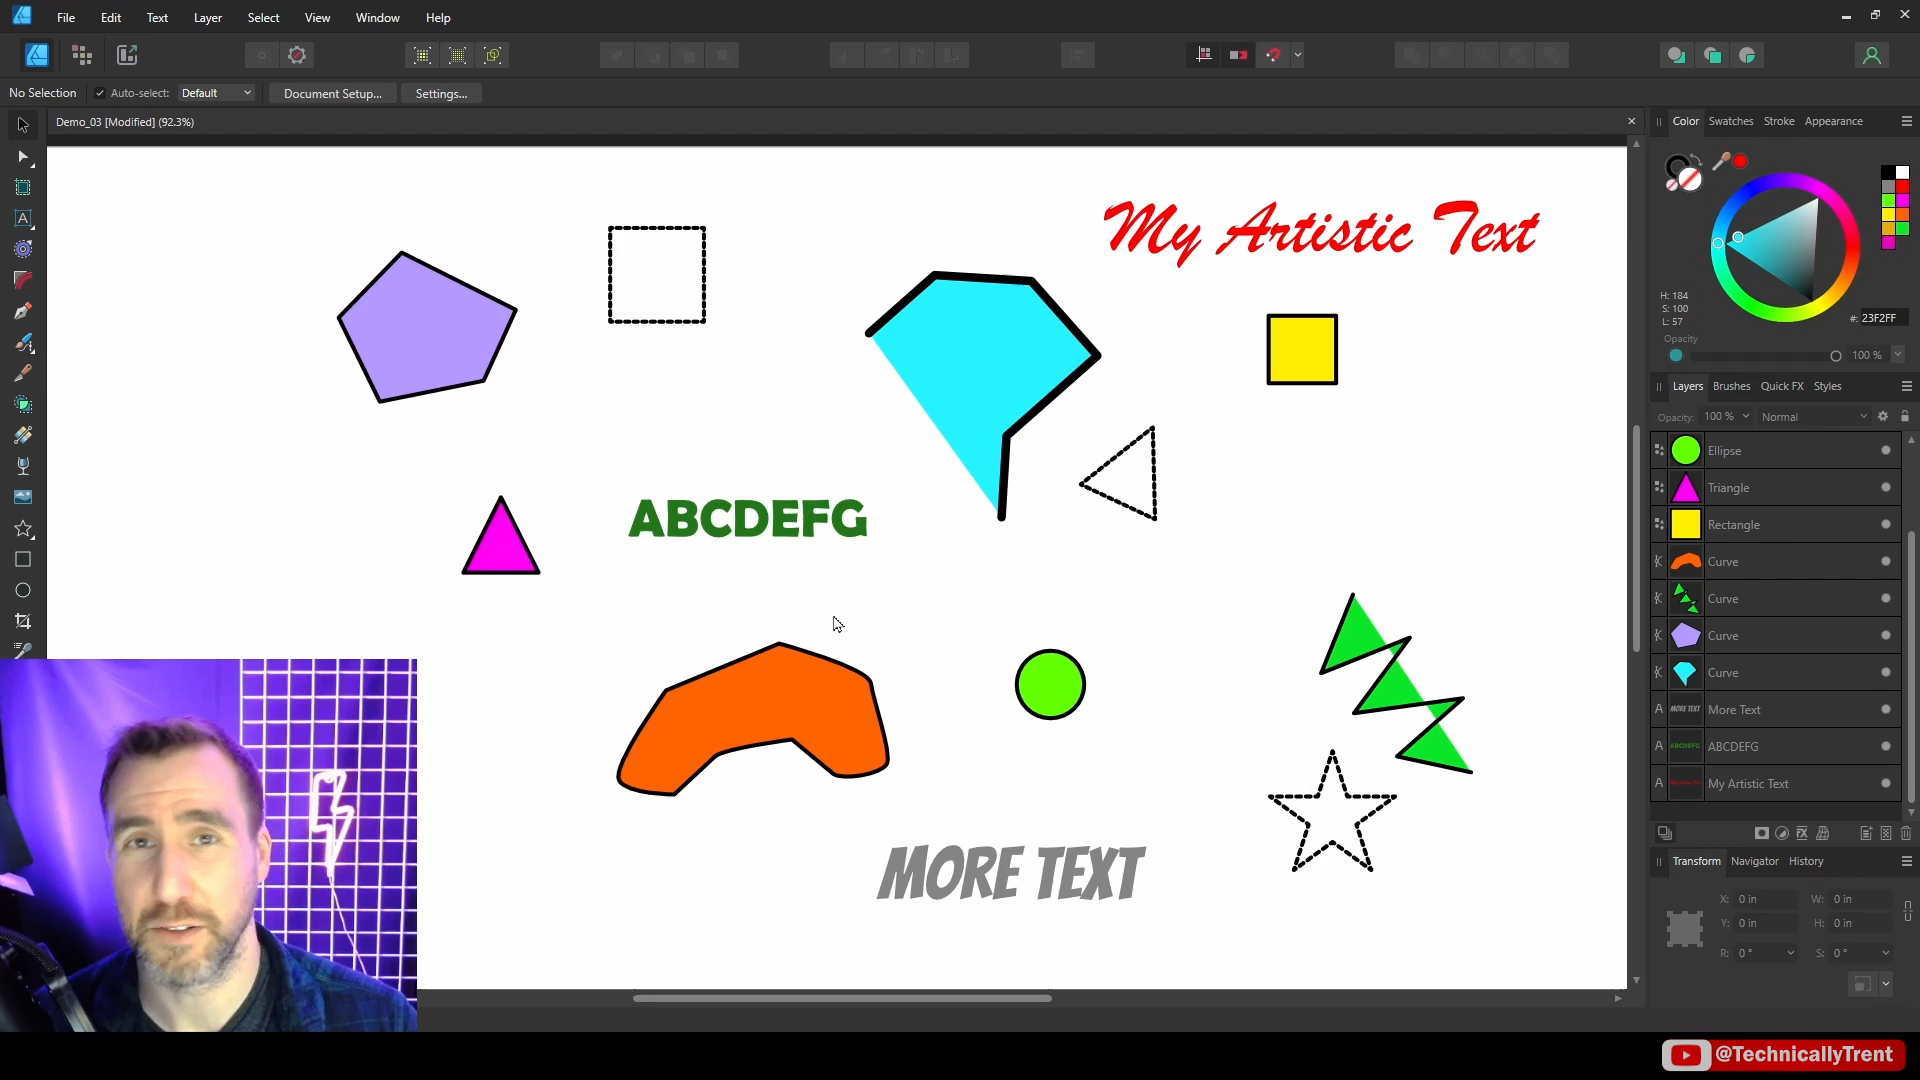 File Edit Text Layer Select View Window Help
No Selection Auto-select: Default Document Setup... Settings...
Demo_03 [Modified] (92.3%)
Color Swatches Stroke Appearance
H: 184
S: 100
L: 57
#: 23F2FF
Opacity
100 %
Layers Brushes Quick FX Styles
Opacity: 100 % Normal
Ellipse
Triangle
Rectangle
Curve
Curve
Curve
Curve
A MORE TEXT More Text
A ABCDEFG ABCDEFG
A My Artistic Text
Transform Navigator History
X: 0 in W: 0 in
Y: 0 in H: 0 in
R: 0 ° S: 0 °
My Artistic Text
ABCDEFG
MORE TEXT
@TechnicallyTrent